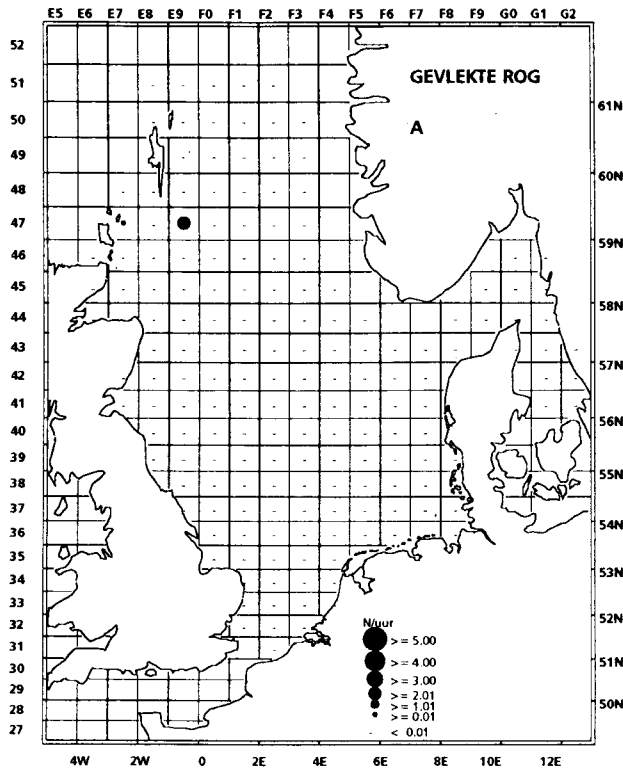 E5 E6 E7 E8 E9 F0 F1 F2 F3 F4 F5 F6 F7 F8 F9 G0 G1 G2
52
51
50
49
48
47
46
45
44
43
42
41
40
39
38
37
36
35
34
33
32
31
30
29
28
27
GEVLEKTE ROG
A
61N
60N
59N
58N
57N
56N
55N
54N
53N
52N
51N
50N
N/uur
>= 5.00
>= 4.00
>= 3.00
>= 2.01
>= 1.01
>= 0.01
- < 0.01
4W 0 2E 4E 6E 8E 10E 12E